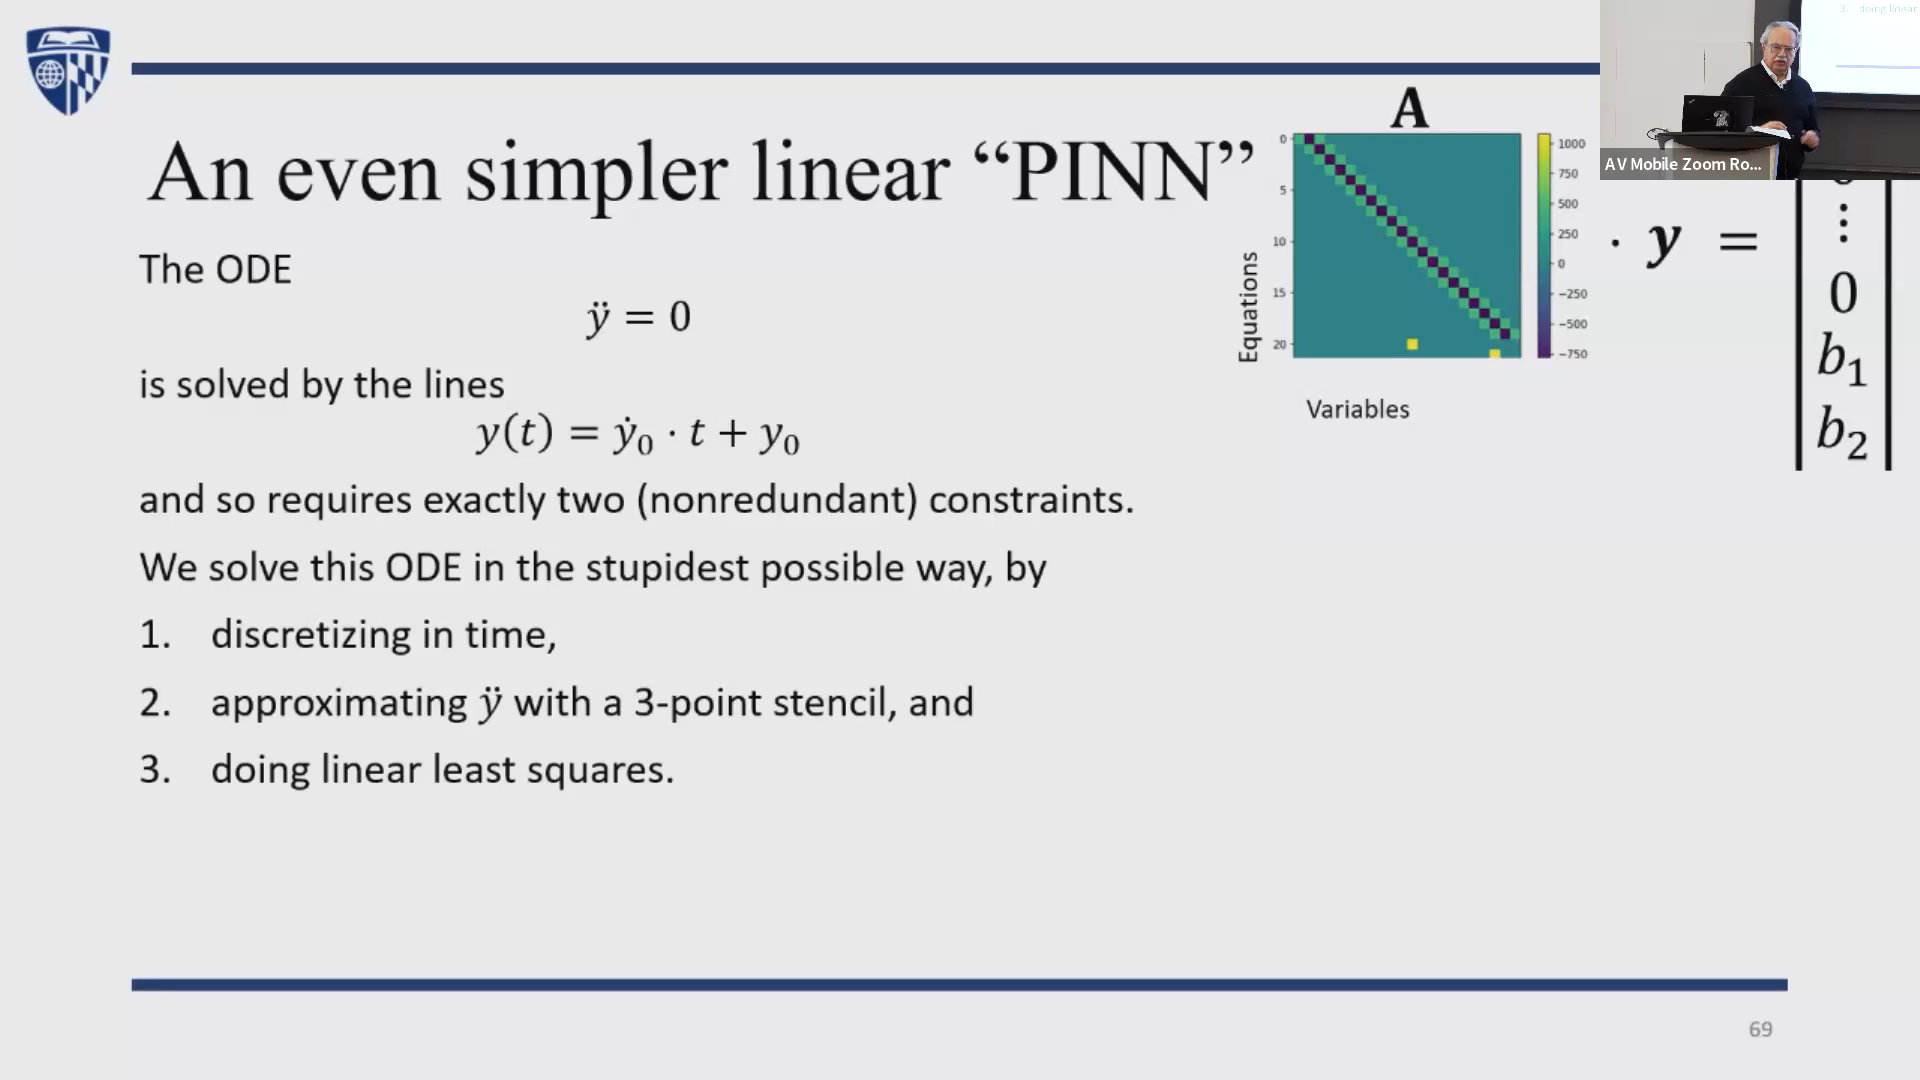 An even simpler linear “PINN”
The ODE
ÿ = 0
is solved by the lines
y(t) = ẏ₀ · t + y₀
and so requires exactly two (nonredundant) constraints.
We solve this ODE in the stupidest possible way, by
1. discretizing in time,
2. approximating ÿ with a 3-point stencil, and
3. doing linear least squares.
A
Equations
0
5
10
15
20
Variables
1000
750
500
250
0
−250
−500
−750
· y =
⋮
0
b₁
b₂
3. doing linear
AV Mobile Zoom Ro...
69